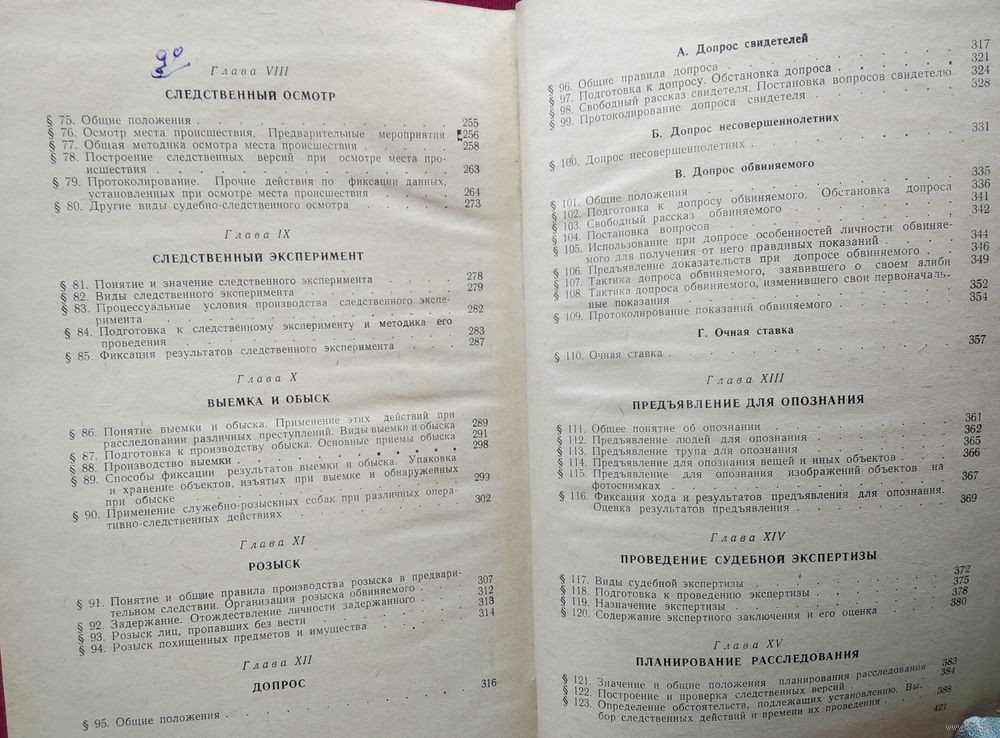 90
Глава VIII
СЛЕДСТВЕННЫЙ ОСМОТР
§ 75. Общие положения . . . . . . . . . . 255
§ 76. Осмотр места происшествия. Предварительные мероприятия 256
§ 77. Общая методика осмотра места происшествия . . . . . 258
§ 78. Построение следственных версий при осмотре места про-
исшествия . . . . . . . . . . . 263
§ 79. Протоколирование. Прочие действия по фиксации данных,
установленных при осмотре места происшествия . . . . 264
§ 80. Другие виды судебно-следственного осмотра . . . . 273
Глава IX
СЛЕДСТВЕННЫЙ ЭКСПЕРИМЕНТ
§ 81. Понятие и значение следственного эксперимента . . . 278
§ 82. Виды следственного эксперимента . . . . . . 279
§ 83. Процессуальные условия производства следственного экспе-
римента . . . . . . . . . . . 282
§ 84. Подготовка к следственному эксперименту и методика его
проведения . . . . . . . . . . . 283
§ 85. Фиксация результатов следственного эксперимента . . . 287
Глава X
ВЫЕМКА И ОБЫСК
§ 86. Понятие выемки и обыска. Применение этих действий при
расследовании различных преступлений. Виды выемки и обыска 289
§ 87. Подготовка к производству обыска. Основные приемы обыска 291
§ 88. Производство выемки . . . . . . . . . 298
§ 89. Способы фиксации результатов выемки и обыска. Упаковка
и хранение объектов, изъятых при выемке и обнаруженных
при обыске . . . . . . . . . . . 299
§ 90. Применение служебно-розыскных собак при различных опера-
тивно-следственных действиях . . . . . . . 302
Глава XI
РОЗЫСК
§ 91. Понятие и общие правила производства розыска в предвари-
тельном следствии. Организация розыска обвиняемого . . 307
§ 92. Задержание. Отождествление личности задержанного . . 312
§ 93. Розыск лиц, пропавших без вести . . . . . . 313
§ 94. Розыск похищенных предметов и имущества . . . . 314
Глава XII
ДОПРОС
§ 95. Общие положения . . . . . . . . . . 316
А. Допрос свидетелей
§ 96. Общие правила допроса . . . . . . . . 317
§ 97. Подготовка к допросу. Обстановка допроса . . . . 321
§ 98. Свободный рассказ свидетеля. Постановка вопросов свидетелю 324
§ 99. Протоколирование допроса свидетеля . . . . . 328
Б. Допрос несовершеннолетних
§ 100. Допрос несовершеннолетних . . . . . . . 331
В. Допрос обвиняемого
§ 101. Общие положения . . . . . . . . . 335
§ 102. Подготовка к допросу обвиняемого. Обстановка допроса 336
§ 103. Свободный рассказ обвиняемого . . . . . . 341
§ 104. Постановка вопросов . . . . . . . . 342
§ 105. Использование при допросе особенностей личности обвиняе-
мого для получения от него правдивых показаний . . . 344
§ 106. Предъявление доказательств при допросе обвиняемого . 346
§ 107. Тактика допроса обвиняемого, заявившего о своем алиби 349
§ 108. Тактика допроса обвиняемого, изменившего свои первоначаль-
ные показания . . . . . . . . . . 352
§ 109. Протоколирование показаний обвиняемого . . . . 354
Г. Очная ставка
§ 110. Очная ставка . . . . . . . . . . 357
Глава XIII
ПРЕДЪЯВЛЕНИЕ ДЛЯ ОПОЗНАНИЯ
§ 111. Общее понятие об опознании . . . . . . . 361
§ 112. Предъявление людей для опознания . . . . . 362
§ 113. Предъявление трупа для опознания . . . . . 365
§ 114. Предъявление для опознания вещей и иных объектов . . 366
§ 115. Предъявление для опознания изображений объектов на
фотоснимках . . . . . . . . . . 367
§ 116. Фиксация хода и результатов предъявления для опознания.
Оценка результатов предъявления . . . . . . 369
Глава XIV
ПРОВЕДЕНИЕ СУДЕБНОЙ ЭКСПЕРТИЗЫ
§ 117. Виды судебной экспертизы . . . . . . . 372
§ 118. Подготовка к проведению экспертизы . . . . . 375
§ 119. Назначение экспертизы . . . . . . . . 378
§ 120. Содержание экспертного заключения и его оценка . . . 380
Глава XV
ПЛАНИРОВАНИЕ РАССЛЕДОВАНИЯ
§ 121. Значение и общие положения планирования расследования 383
§ 122. Построение и проверка следственных версий . . . . 384
§ 123. Определение обстоятельств, подлежащих установлению. Вы-
бор следственных действий и времени их проведения . . 388
421